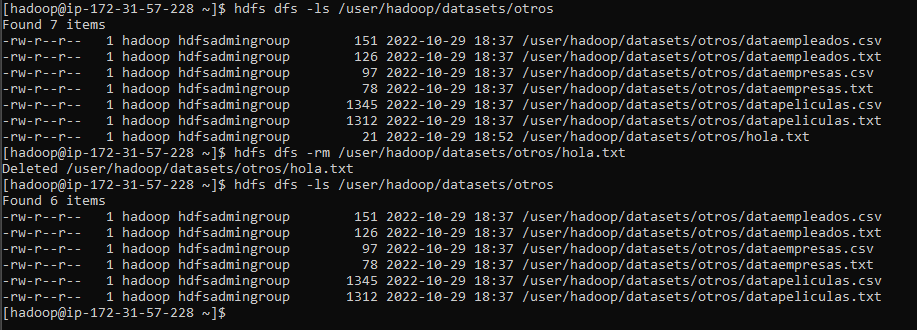 [hadoop@ip-172-31-57-228 ~]$ hdfs dfs -ls /user/hadoop/datasets/otros
Found 7 items
-rw-r--r--   1 hadoop hdfsadmingroup        151 2022-10-29 18:37 /user/hadoop/datasets/otros/dataempleados.csv
-rw-r--r--   1 hadoop hdfsadmingroup        126 2022-10-29 18:37 /user/hadoop/datasets/otros/dataempleados.txt
-rw-r--r--   1 hadoop hdfsadmingroup         97 2022-10-29 18:37 /user/hadoop/datasets/otros/dataempresas.csv
-rw-r--r--   1 hadoop hdfsadmingroup         78 2022-10-29 18:37 /user/hadoop/datasets/otros/dataempresas.txt
-rw-r--r--   1 hadoop hdfsadmingroup       1345 2022-10-29 18:37 /user/hadoop/datasets/otros/datapeliculas.csv
-rw-r--r--   1 hadoop hdfsadmingroup       1312 2022-10-29 18:37 /user/hadoop/datasets/otros/datapeliculas.txt
-rw-r--r--   1 hadoop hdfsadmingroup         21 2022-10-29 18:52 /user/hadoop/datasets/otros/hola.txt
[hadoop@ip-172-31-57-228 ~]$ hdfs dfs -rm /user/hadoop/datasets/otros/hola.txt
Deleted /user/hadoop/datasets/otros/hola.txt
[hadoop@ip-172-31-57-228 ~]$ hdfs dfs -ls /user/hadoop/datasets/otros
Found 6 items
-rw-r--r--   1 hadoop hdfsadmingroup        151 2022-10-29 18:37 /user/hadoop/datasets/otros/dataempleados.csv
-rw-r--r--   1 hadoop hdfsadmingroup        126 2022-10-29 18:37 /user/hadoop/datasets/otros/dataempleados.txt
-rw-r--r--   1 hadoop hdfsadmingroup         97 2022-10-29 18:37 /user/hadoop/datasets/otros/dataempresas.csv
-rw-r--r--   1 hadoop hdfsadmingroup         78 2022-10-29 18:37 /user/hadoop/datasets/otros/dataempresas.txt
-rw-r--r--   1 hadoop hdfsadmingroup       1345 2022-10-29 18:37 /user/hadoop/datasets/otros/datapeliculas.csv
-rw-r--r--   1 hadoop hdfsadmingroup       1312 2022-10-29 18:37 /user/hadoop/datasets/otros/datapeliculas.txt
[hadoop@ip-172-31-57-228 ~]$